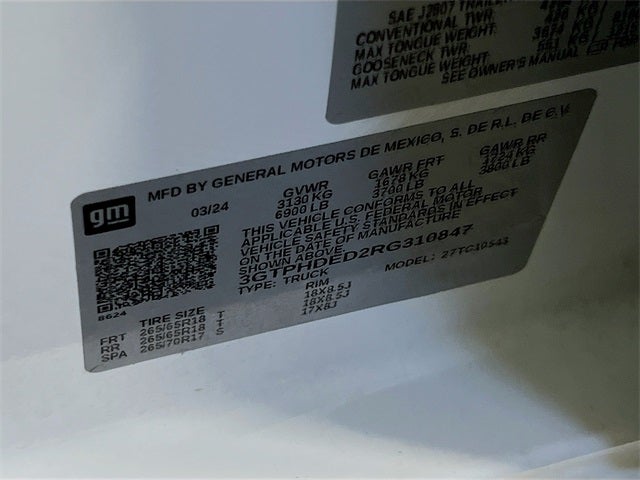 SAE J2807 TRAILER
CONVENTIONAL TWR:
MAX TONGUE WEIGHT:
GOOSENECK TWR:
MAX TONGUE WEIGHT:
SEE OWNER'S MANUAL
MFD BY GENERAL MOTORS DE MEXICO, S. DE R.L. DE C.V.
gm
03/24
GVWR GAWR FRT GAWR RR
3130 KG 1678 KG 1724 KG
6900 LB 3700 LB 3800 LB
THIS VEHICLE CONFORMS TO ALL
APPLICABLE U.S. FEDERAL MOTOR
VEHICLE SAFETY STANDARDS IN EFFECT
ON THE DATE OF MANUFACTURE
SHOWN ABOVE
3GTPHDED2RG310847
TYPE: TRUCK MODEL: 27TC10543
8624
TIRE SIZE RIM
FRT 265/65R18 T 18X8.5J
RR 265/65R18 T 18X8.5J
SPA 265/70R17 S 17X8J